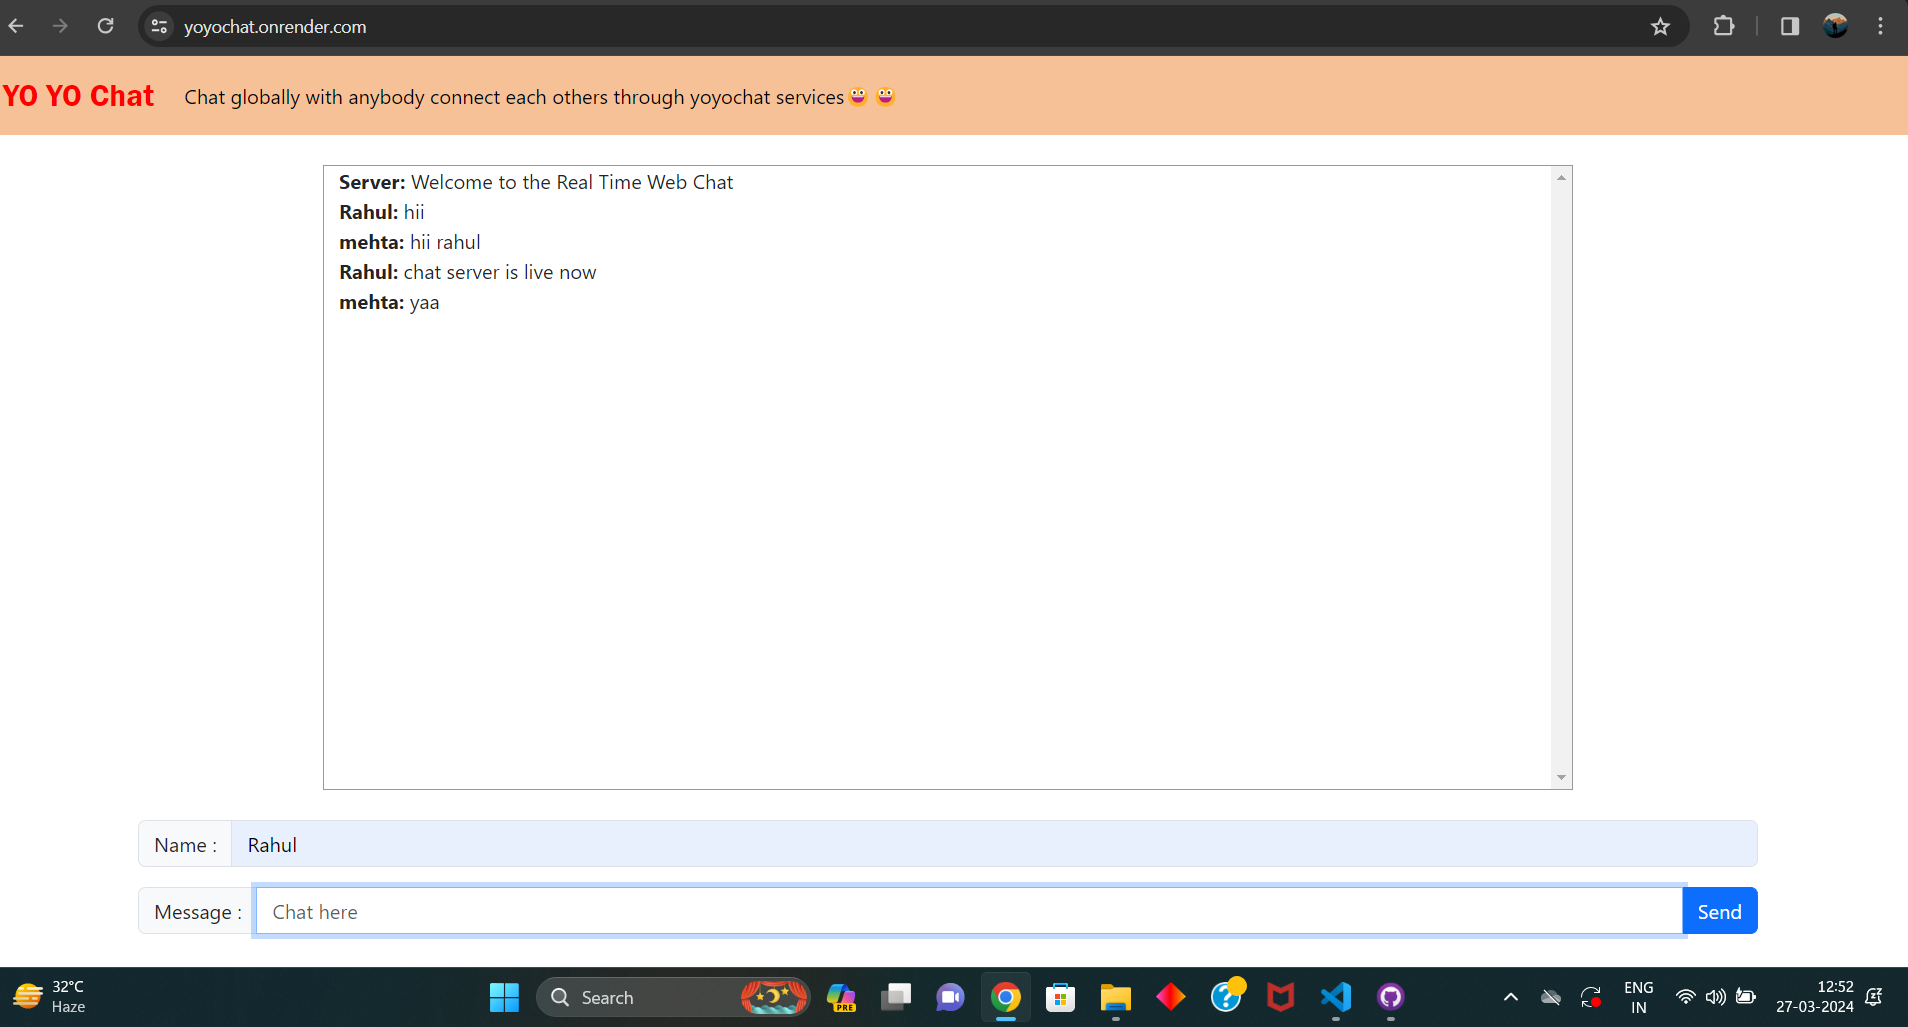 yoyochat.onrender.com
YO YO Chat
Chat globally with anybody connect each others through yoyochat services😀 😀
Server: Welcome to the Real Time Web Chat
Rahul: hii
mehta: hii rahul
Rahul: chat server is live now
mehta: yaa
Name : Rahul
Message : Chat here Send
32°C
Haze
Search
PRE
ENG
IN
12:52
27-03-2024